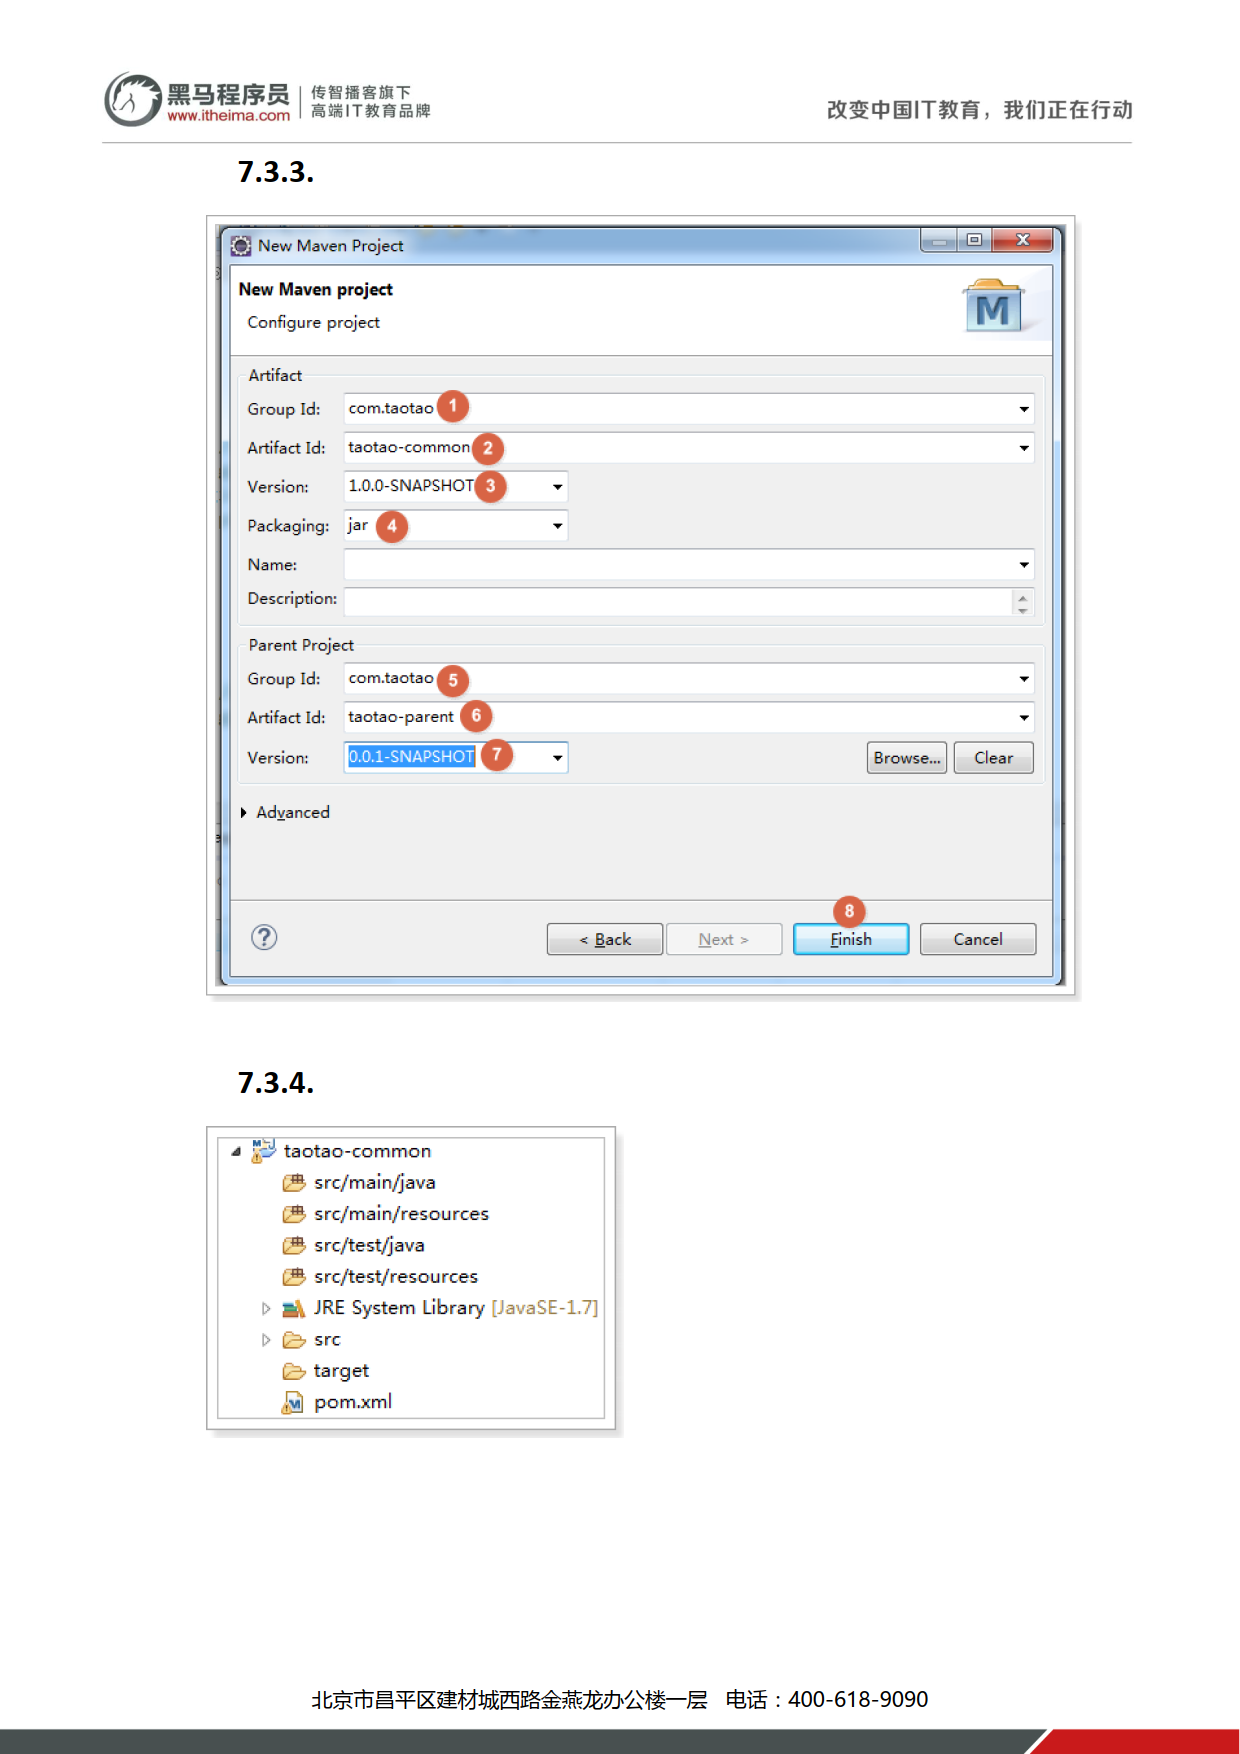 黑马程序员
www.itheima.com
传智播客旗下
高端IT教育品牌
改变中国IT教育，我们正在行动
7.3.3.
New Maven Project
New Maven project
Configure project
M
Artifact
Group Id: com.taotao 1
Artifact Id: taotao-common 2
Version: 1.0.0-SNAPSHOT 3
Packaging: jar 4
Name:
Description:
Parent Project
Group Id: com.taotao 5
Artifact Id: taotao-parent 6
Version: 0.0.1-SNAPSHOT 7 Browse... Clear
Advanced
8
? < Back Next > Finish Cancel
7.3.4.
taotao-common
src/main/java
src/main/resources
src/test/java
src/test/resources
JRE System Library [JavaSE-1.7]
src
target
pom.xml
北京市昌平区建材城西路金燕龙办公楼一层 电话：400-618-9090